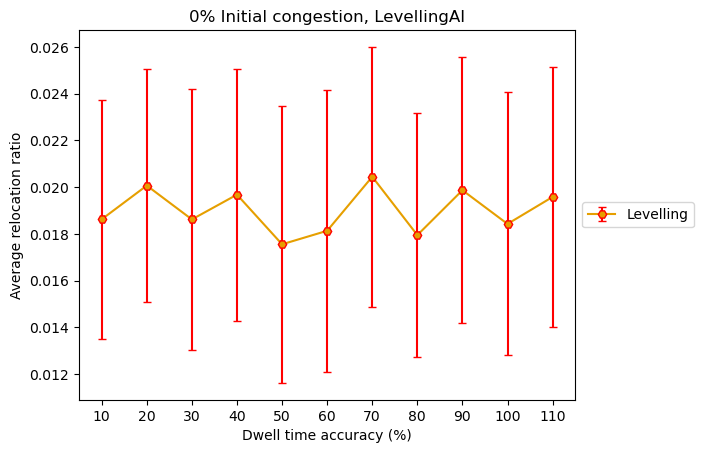 0% Initial congestion, LevellingAI
Average relocation ratio
0.026
0.024
0.022
0.020
0.018
0.016
0.014
0.012
10 20 30 40 50 60 70 80 90 100 110
Dwell time accuracy (%)
Levelling